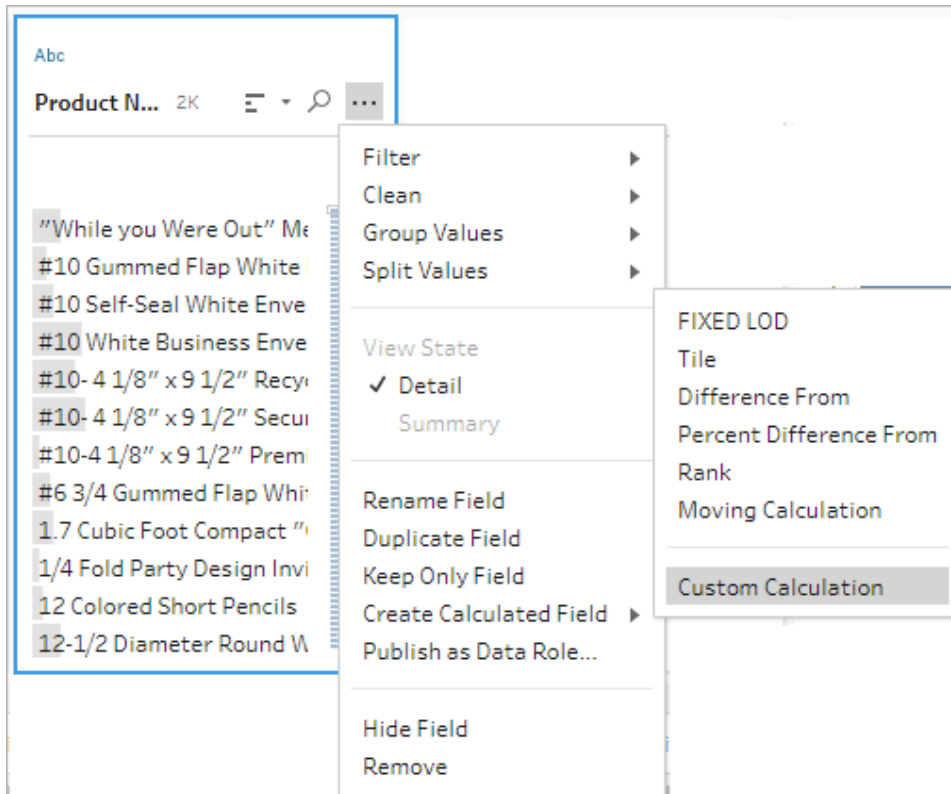 Abc
Product N... 2K ...
"While you Were Out" Me
#10 Gummed Flap White
#10 Self-Seal White Enve
#10 White Business Enve
#10- 4 1/8" x 9 1/2" Recy
#10- 4 1/8" x 9 1/2" Secur
#10-4 1/8" x 9 1/2" Prem
#6 3/4 Gummed Flap Whit
1.7 Cubic Foot Compact "
1/4 Fold Party Design Invi
12 Colored Short Pencils
12-1/2 Diameter Round W
Filter
Clean
Group Values
Split Values
View State
✓ Detail
Summary
Rename Field
Duplicate Field
Keep Only Field
Create Calculated Field
Publish as Data Role...
Hide Field
Remove
FIXED LOD
Tile
Difference From
Percent Difference From
Rank
Moving Calculation
Custom Calculation